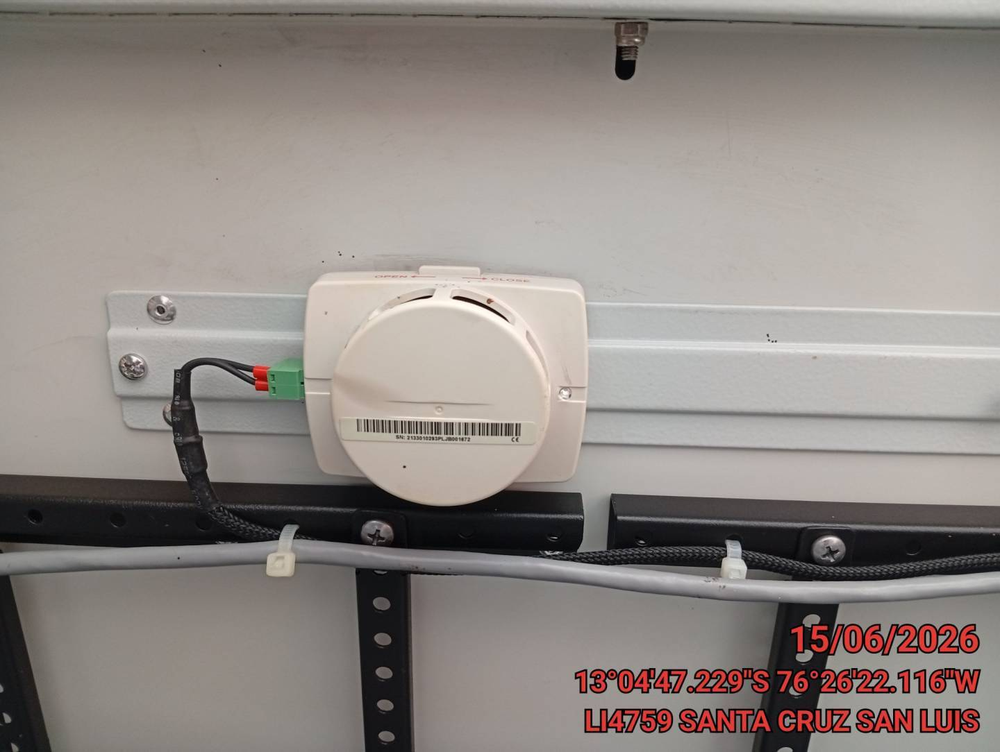 OPEN ← → CLOSE
SN: 2133010293PLJB001672 CE
15/06/2026
13°04'47.229"S 76°26'22.116"W
LI4759 SANTA CRUZ SAN LUIS